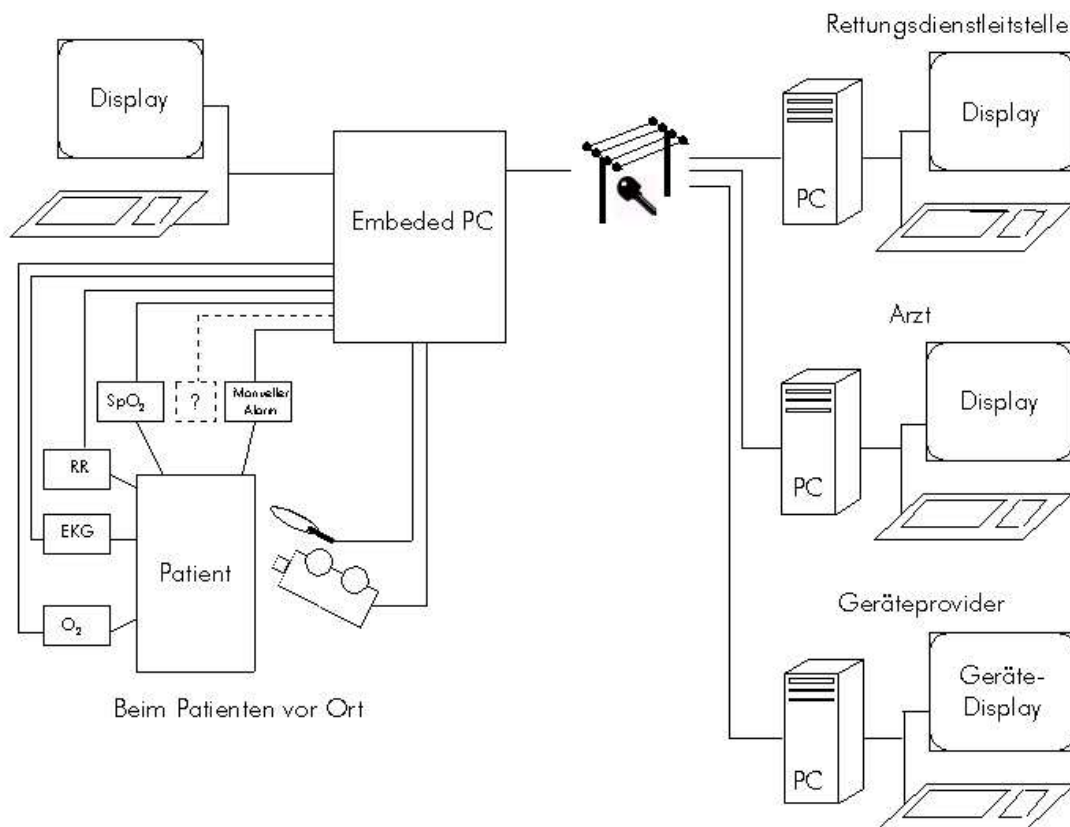 Rettungsdienstleitstelle
Display
Display
PC
Embeded PC
Arzt
SpO₂
?
Manueller
Alarm
Display
RR
PC
EKG
Patient
Geräteprovider
O₂
Geräte-
Display
Beim Patienten vor Ort
PC